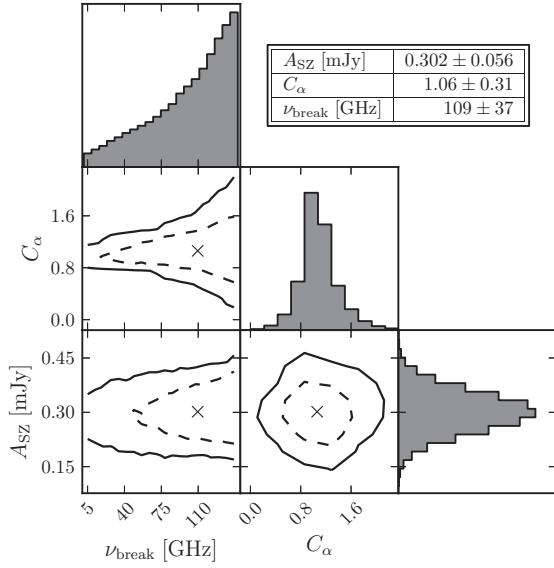 A_SZ [mJy] 0.302 ± 0.056
C_α 1.06 ± 0.31
ν_break [GHz] 109 ± 37
1.6
0.8
0.0
C_α
0.45
0.30
0.15
A_SZ [mJy]
5 40 75 110 0.0 0.8 1.6
ν_break [GHz] C_α